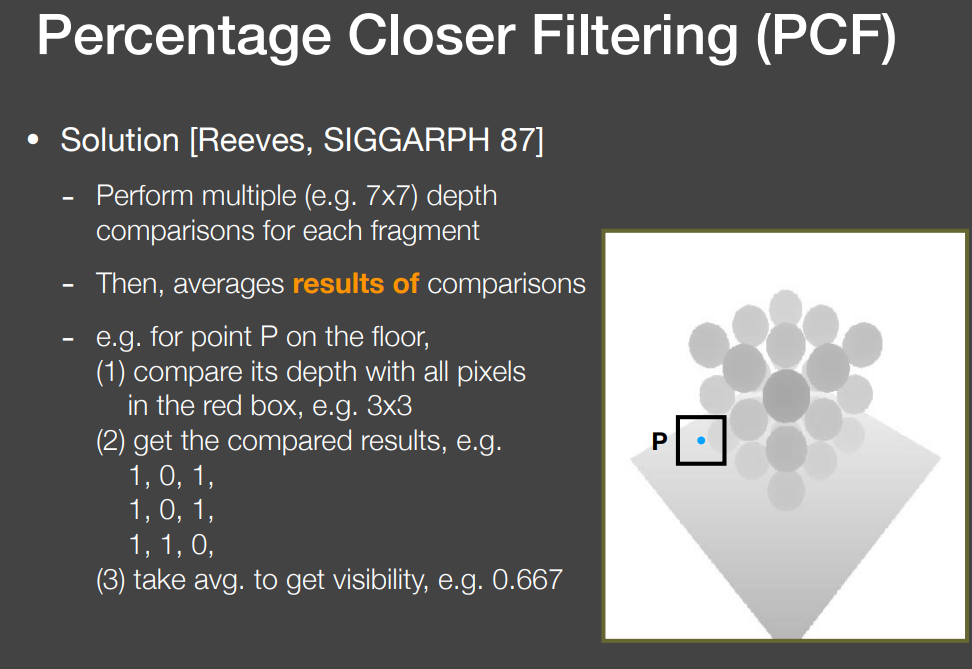 Percentage Closer Filtering (PCF)
• Solution [Reeves, SIGGARPH 87]
- Perform multiple (e.g. 7x7) depth
comparisons for each fragment
- Then, averages results of comparisons
- e.g. for point P on the floor,
(1) compare its depth with all pixels
in the red box, e.g. 3x3
(2) get the compared results, e.g.
1, 0, 1,
1, 0, 1,
1, 1, 0,
(3) take avg. to get visibility, e.g. 0.667
P